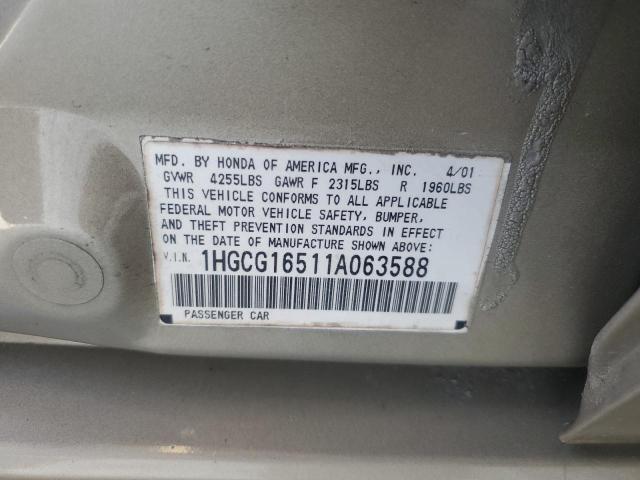 MFD. BY HONDA OF AMERICA MFG., INC. 4/01
GVWR 4255LBS GAWR F 2315LBS R 1960LBS
THIS VEHICLE CONFORMS TO ALL APPLICABLE
FEDERAL MOTOR VEHICLE SAFETY, BUMPER,
AND THEFT PREVENTION STANDARDS IN EFFECT
ON THE DATE OF MANUFACTURE SHOWN ABOVE:
V.I.N. 1HGCG16511A063588
PASSENGER CAR